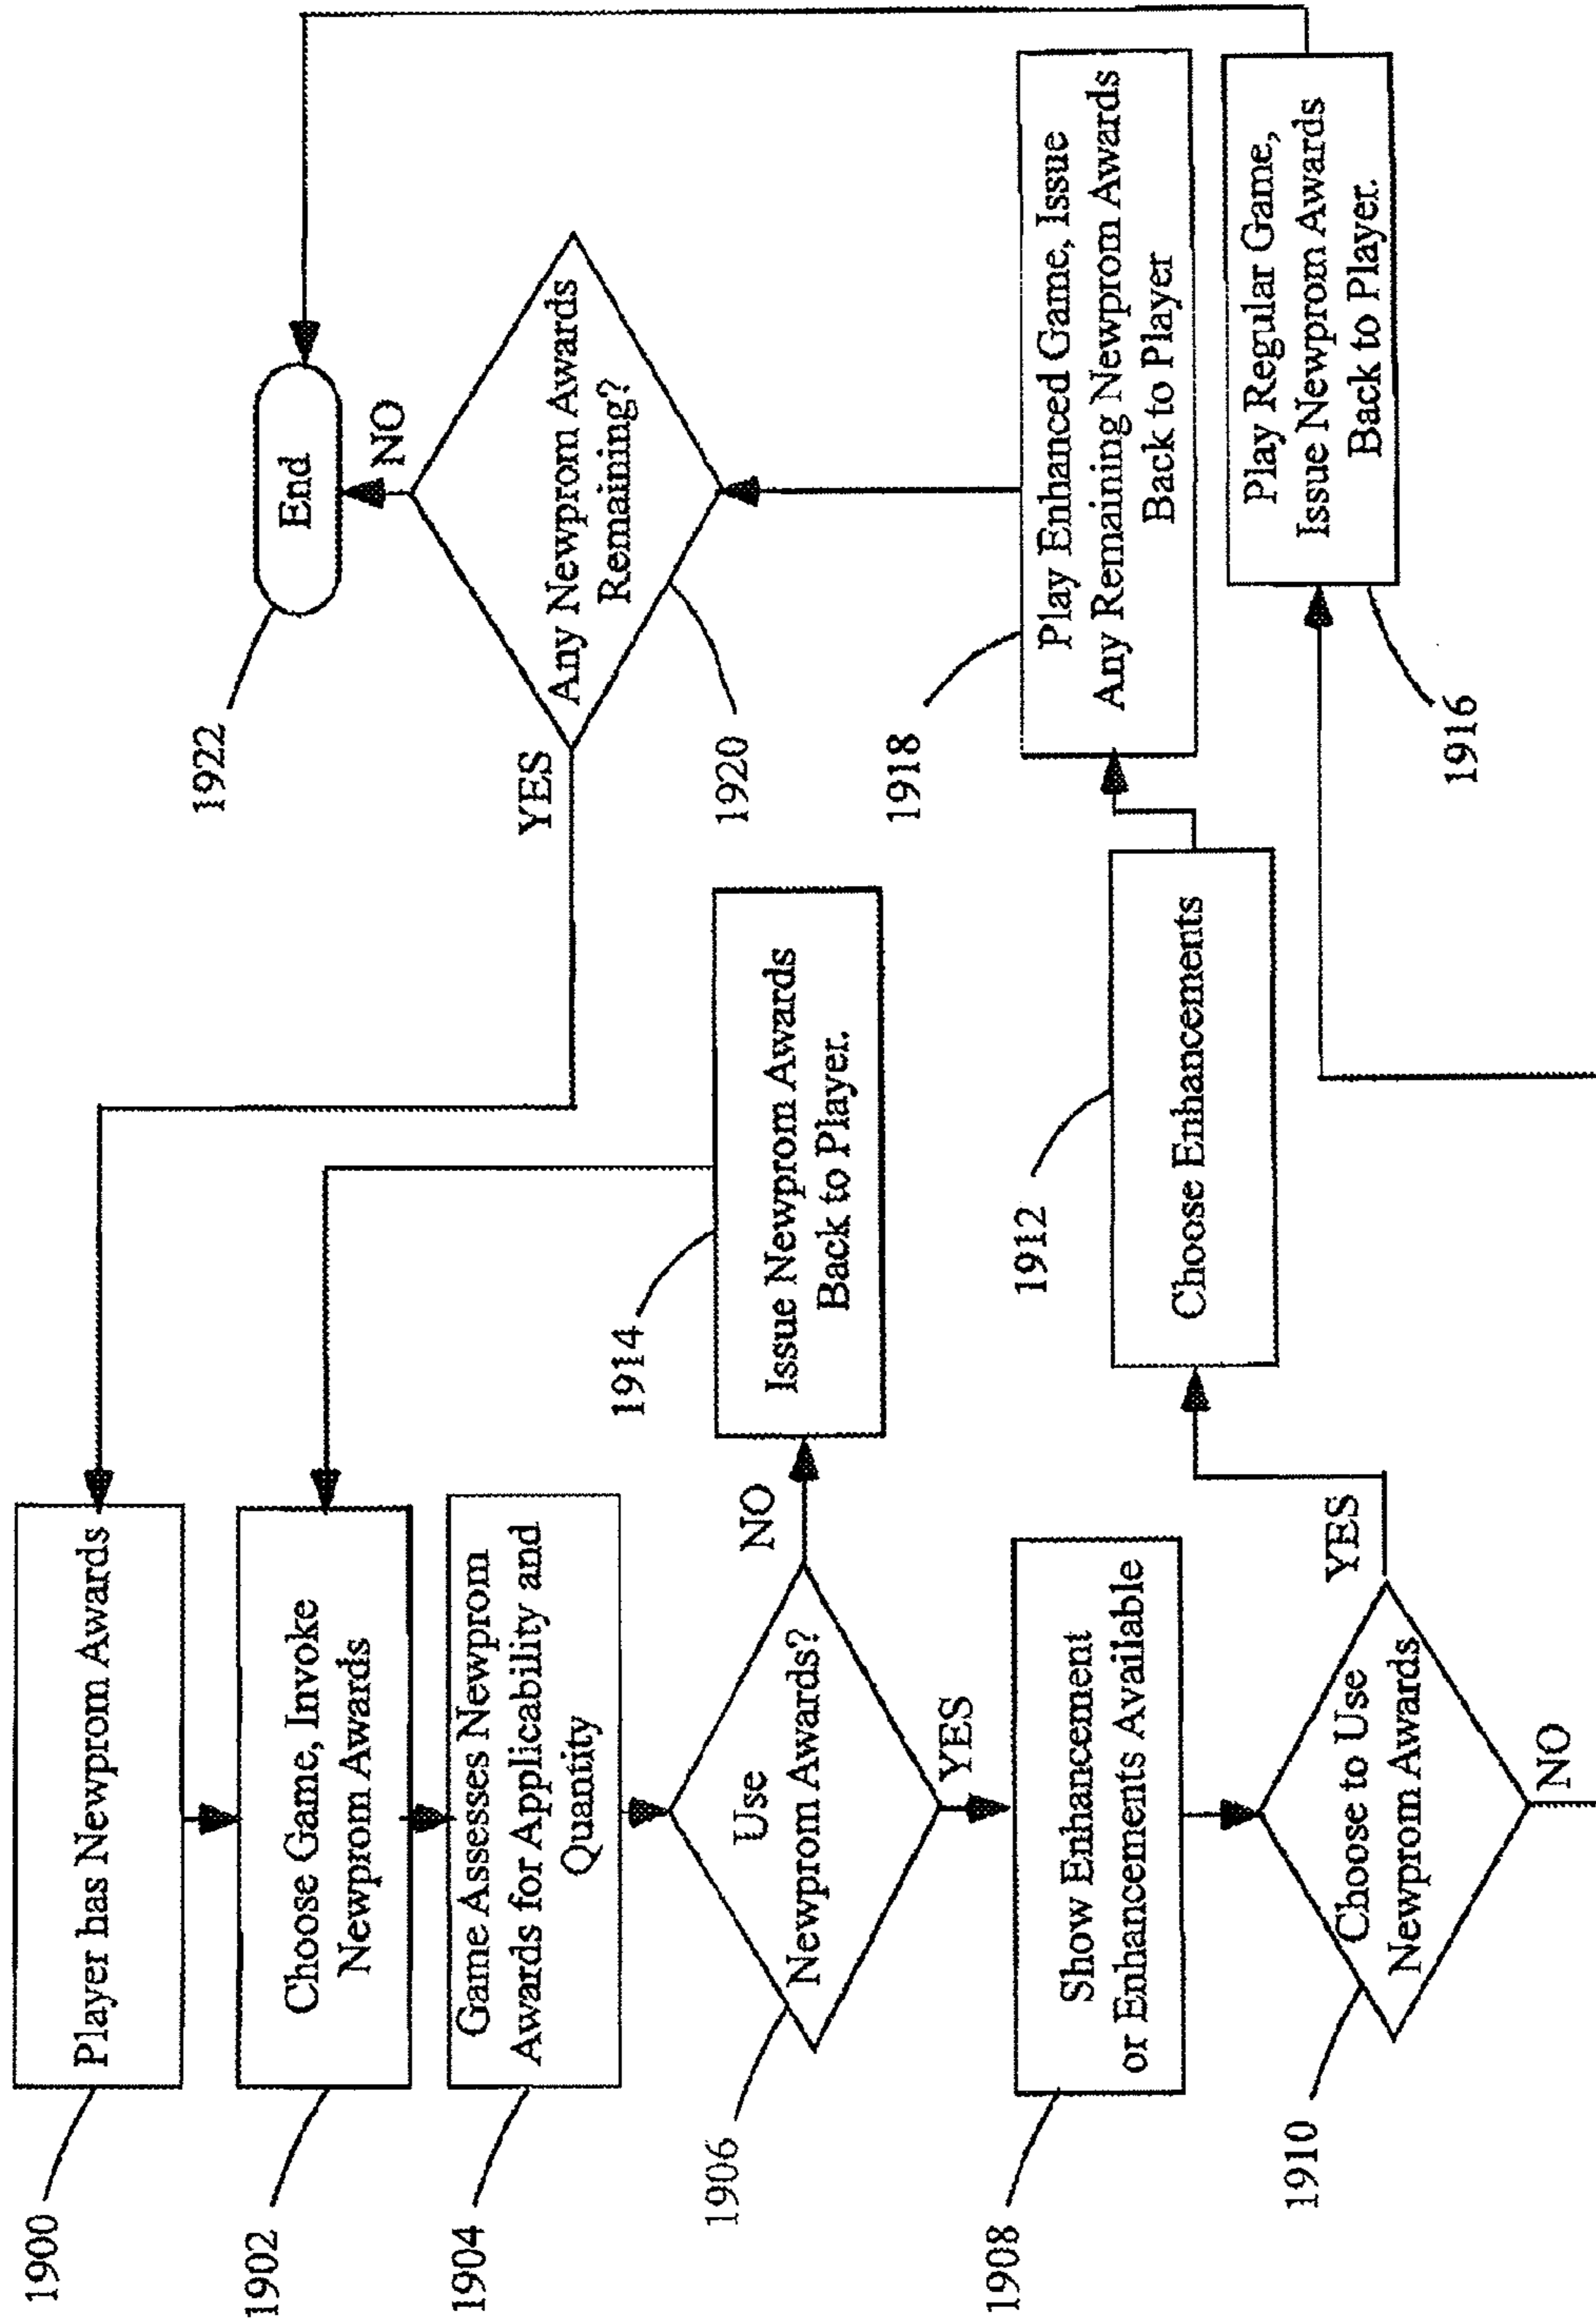 1900
Player has Newprom Awards
1902
Choose Game, Invoke
Newprom Awards
1904
Game Assesses Newprom
Awards for Applicability and
Quantity
1906
Use
Newprom Awards?
NO
YES
1914
Issue Newprom Awards
Back to Player.
1908
Show Enhancement
or Enhancements Available
1910
Choose to Use
Newprom Awards
YES
NO
1912
Choose Enhancements
1922
End
NO
YES
Any Newprom Awards
Remaining?
1920
1918
Play Enhanced Game, Issue
Any Remaining Newprom Awards
Back to Player
Play Regular Game,
Issue Newprom Awards
Back to Player.
1916